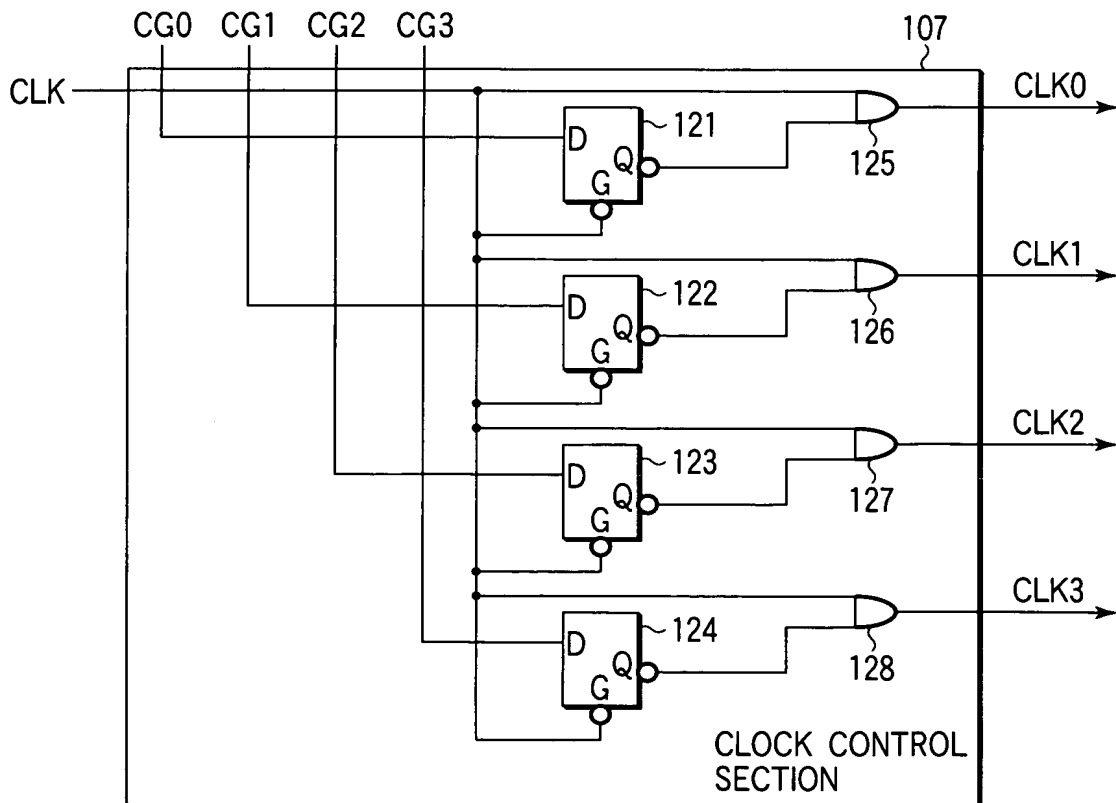 CG0 CG1 CG2 CG3
107
CLK
CLK0
D
Q
G
121
125
CLK1
D
Q
G
122
126
CLK2
D
Q
G
123
127
CLK3
D
Q
G
124
128
CLOCK CONTROL
SECTION